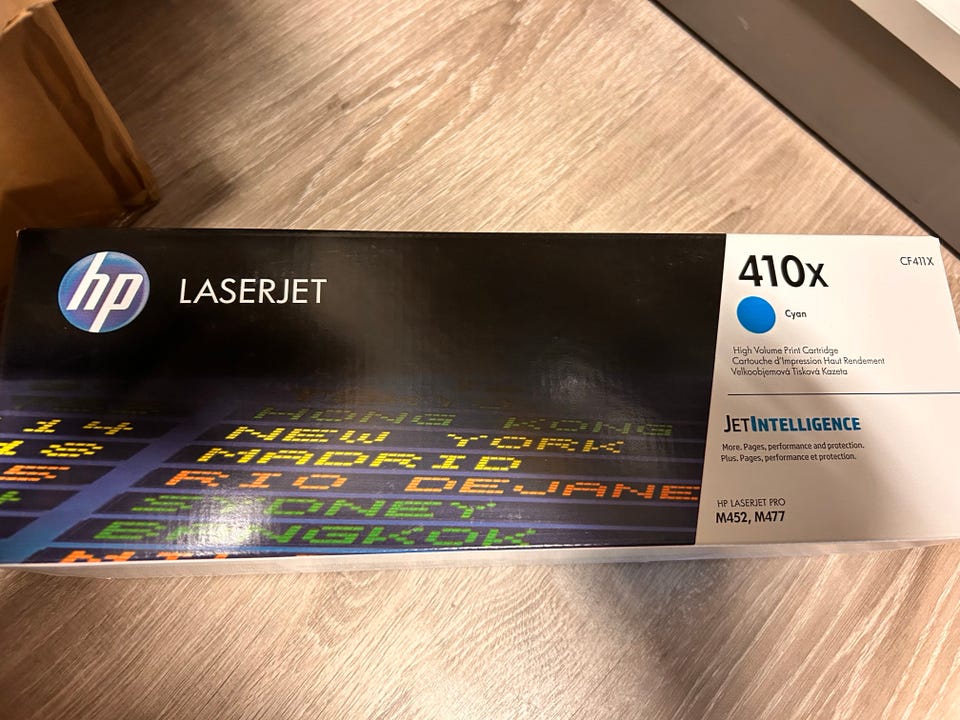 hp LASERJET
410X
CF411X
Cyan
High Volume Print Cartridge
Cartouche d'Impression Haut Rendement
Velkoobjemová Tisková Kazeta
JETINTELLIGENCE
More. Pages, performance and protection.
Plus. Pages, performance et protection.
HP LASERJET PRO
M452, M477
HONG KONG
14 NEW YORK
18 MADRID
RIO DEJANE
SYDNEY
BANGKOK